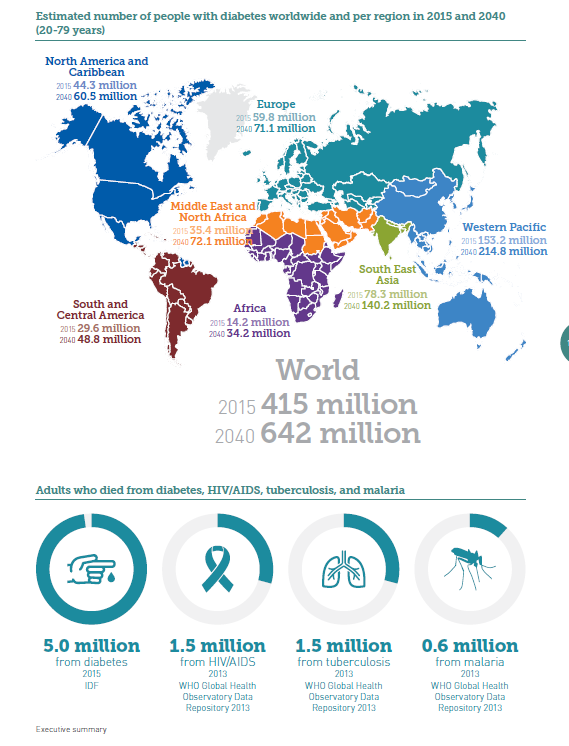 Estimated number of people with diabetes worldwide and per region in 2015 and 2040
(20-79 years)
North America and
Caribbean
2015 44.3 million
2040 60.5 million
Europe
2015 59.8 million
2040 71.1 million
Middle East and
North Africa
2015 35.4 million
2040 72.1 million
Western Pacific
2015 153.2 million
2040 214.8 million
South East
Asia
2015 78.3 million
2040 140.2 million
South and
Central America
2015 29.6 million
2040 48.8 million
Africa
2015 14.2 million
2040 34.2 million
World
2015 415 million
2040 642 million
Adults who died from diabetes, HIV/AIDS, tuberculosis, and malaria
5.0 million
from diabetes
2015
IDF
1.5 million
from HIV/AIDS
2013
WHO Global Health
Observatory Data
Repository 2013
1.5 million
from tuberculosis
2013
WHO Global Health
Observatory Data
Repository 2013
0.6 million
from malaria
2013
WHO Global Health
Observatory Data
Repository 2013
Executive summary